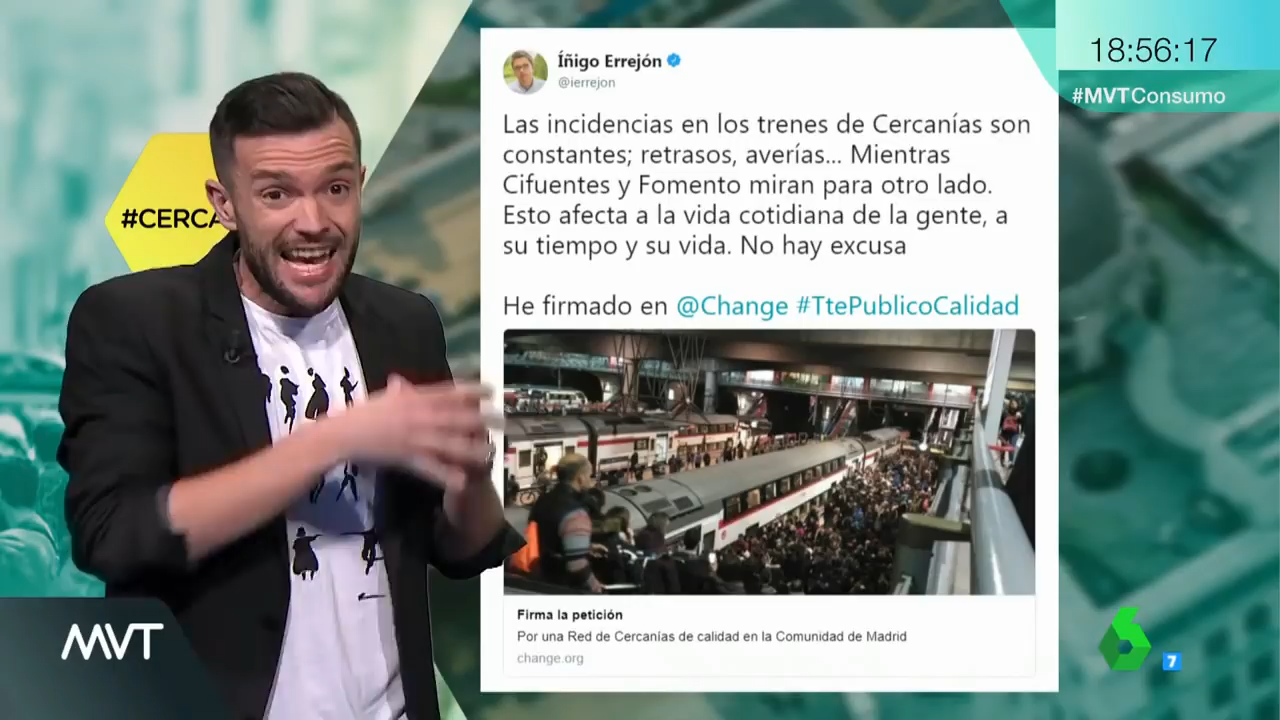 18:56:17
#MVTConsumo
#CERCA
Íñigo Errejón
@ierrejon
Las incidencias en los trenes de Cercanías son
constantes; retrasos, averías... Mientras
Cifuentes y Fomento miran para otro lado.
Esto afecta a la vida cotidiana de la gente, a
su tiempo y su vida. No hay excusa
He firmado en @Change #TtePublicoCalidad
Firma la petición
Por una Red de Cercanías de calidad en la Comunidad de Madrid
change.org
MVT
6
7